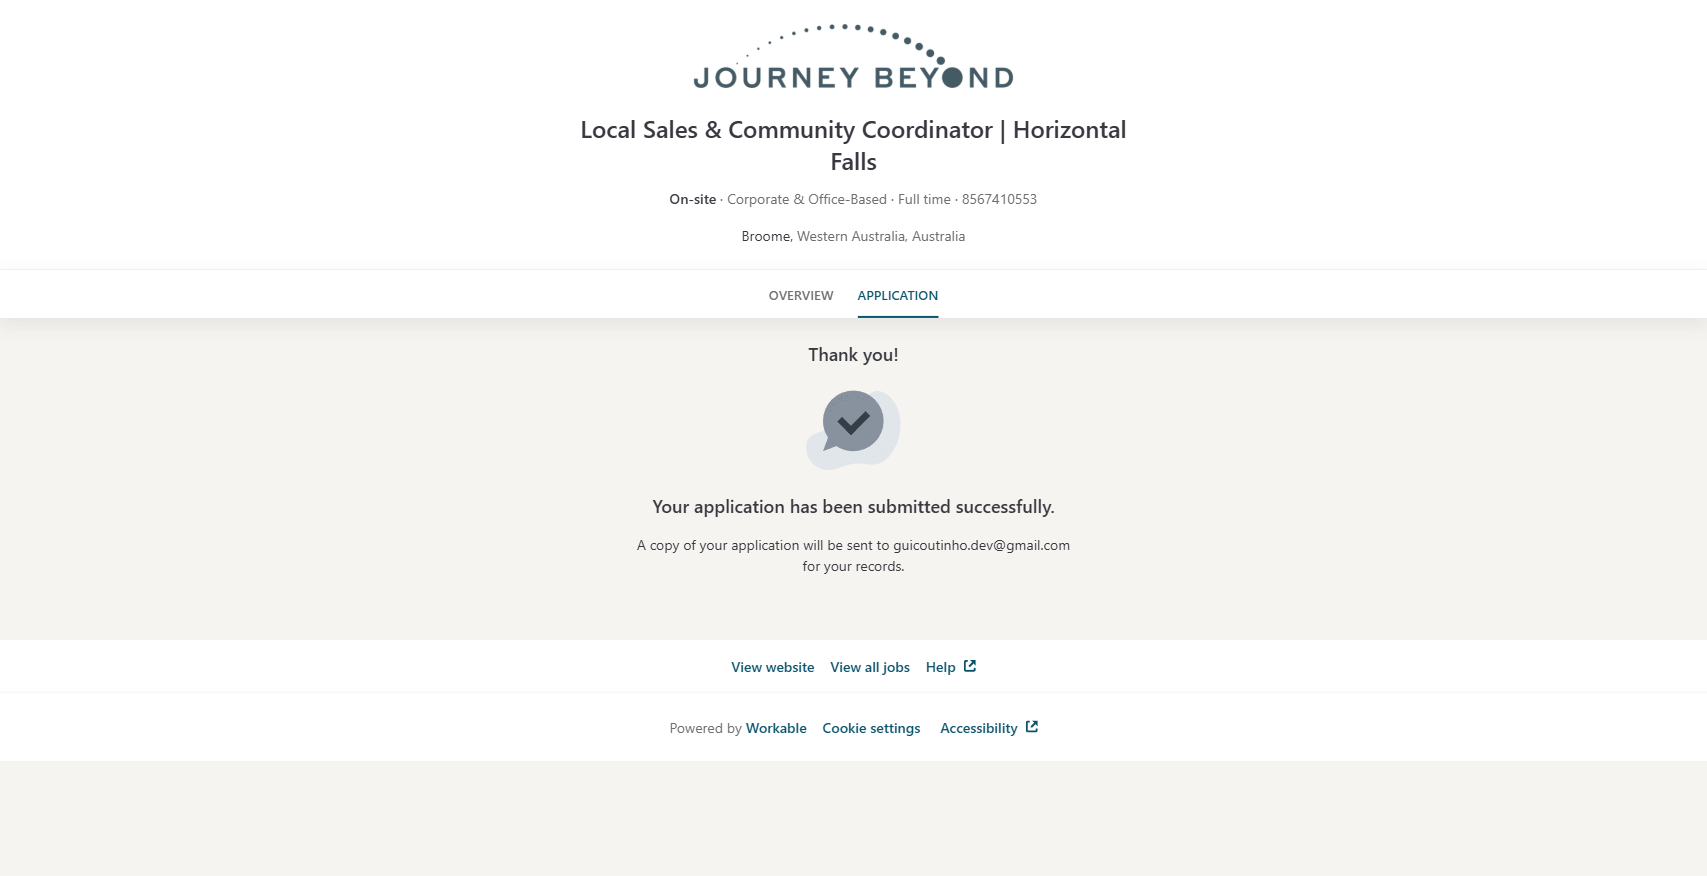 JOURNEY BEYOND
Local Sales & Community Coordinator | Horizontal
Falls
On-site · Corporate & Office-Based · Full time · 8567410553
Broome, Western Australia, Australia
OVERVIEW APPLICATION
Thank you!
Your application has been submitted successfully.
A copy of your application will be sent to guicoutinho.dev@gmail.com
for your records.
View website View all jobs Help
Powered by Workable Cookie settings Accessibility